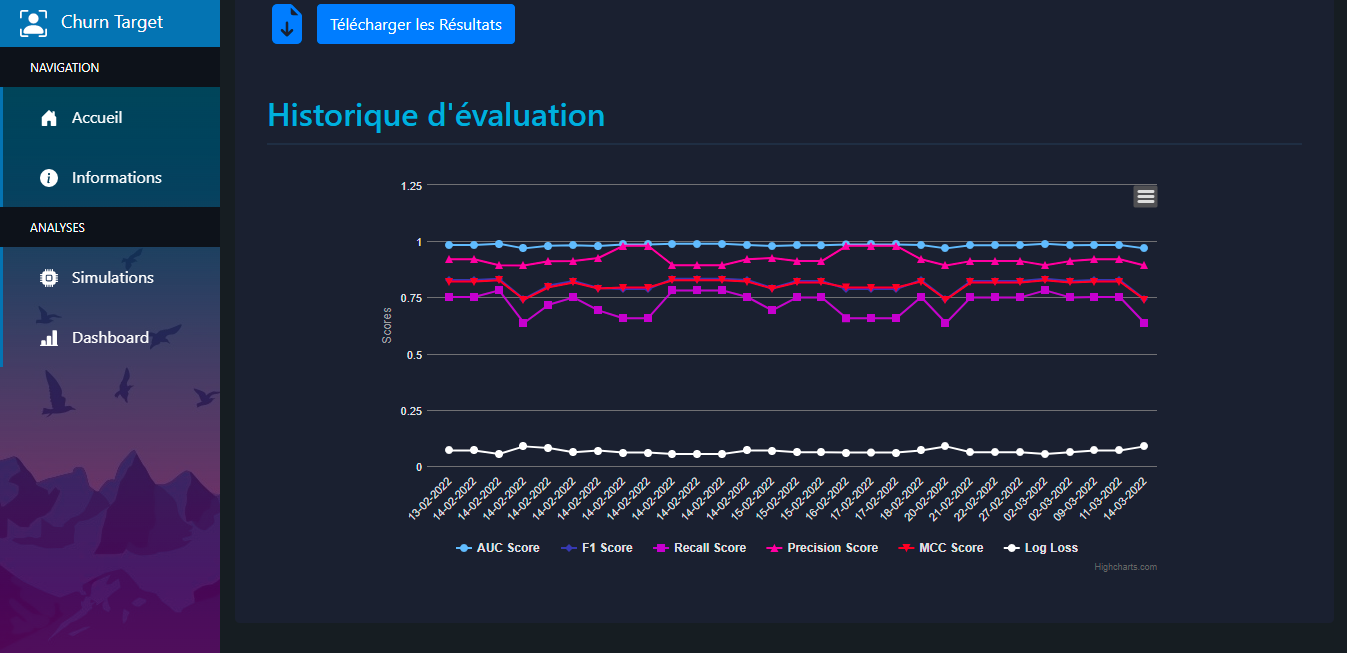 Churn Target
Télécharger les Résultats
NAVIGATION
Accueil
Informations
ANALYSES
Simulations
Dashboard
Historique d'évaluation
1.25
1
0.75
0.5
0.25
0
Scores
13-02-2022
14-02-2022
14-02-2022
14-02-2022
14-02-2022
14-02-2022
14-02-2022
14-02-2022
14-02-2022
14-02-2022
14-02-2022
14-02-2022
14-02-2022
15-02-2022
15-02-2022
15-02-2022
16-02-2022
17-02-2022
17-02-2022
18-02-2022
20-02-2022
21-02-2022
22-02-2022
27-02-2022
02-03-2022
02-03-2022
09-03-2022
11-03-2022
14-03-2022
AUC Score F1 Score Recall Score Precision Score MCC Score Log Loss
Highcharts.com